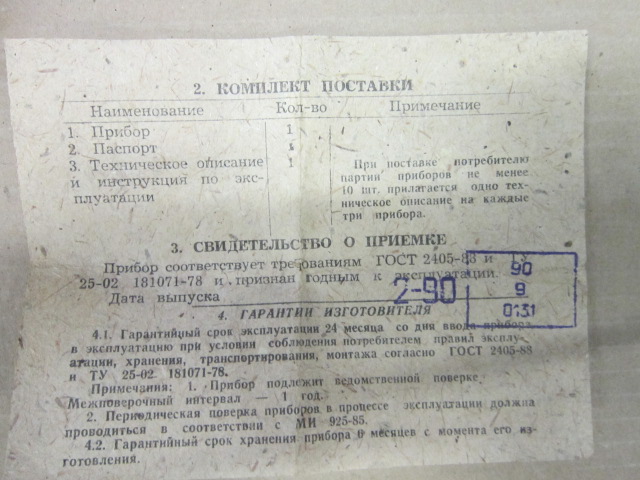 2. КОМПЛЕКТ ПОСТАВКИ
Наименование Кол-во Примечание
1. Прибор 1
2. Паспорт 1
3. Техническое описание 1 При поставке потребителю
и инструкция по экс- партии приборов не менее
плуатации 10 шт. прилагается одно тех-
ническое описание на каждые
три прибора.
3. СВИДЕТЕЛЬСТВО О ПРИЕМКЕ
Прибор соответствует требованиям ГОСТ 2405-88 и
25-02 181071-78 и признан годным к эксплуатации.
Дата выпуска 2-90
90
9
0131
4. ГАРАНТИИ ИЗГОТОВИТЕЛЯ
4.1. Гарантийный срок эксплуатации 24 месяца со дня ввода прибора
в эксплуатацию при условии соблюдения потребителем правил эксплу-
атации, хранения, транспортирования, монтажа согласно ГОСТ 2405-88
и ТУ 25-02 181071-78.
Примечания: 1. Прибор подлежит ведомственной поверке.
Межповерочный интервал — 1 год.
2. Периодическая поверка приборов в процессе эксплуатации должна
проводиться в соответствии с МИ 925-85.
4.2. Гарантийный срок хранения прибора 6 месяцев с момента его из-
готовления.